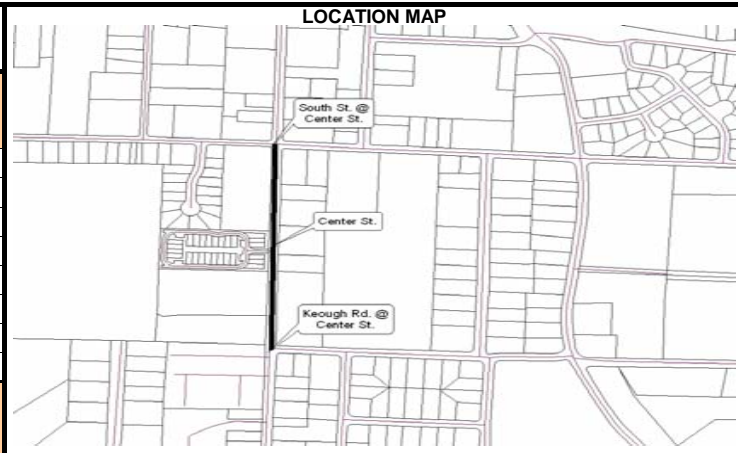 LOCATION MAP
South St. @
Center St.
Center St.
Keough Rd. @
Center St.